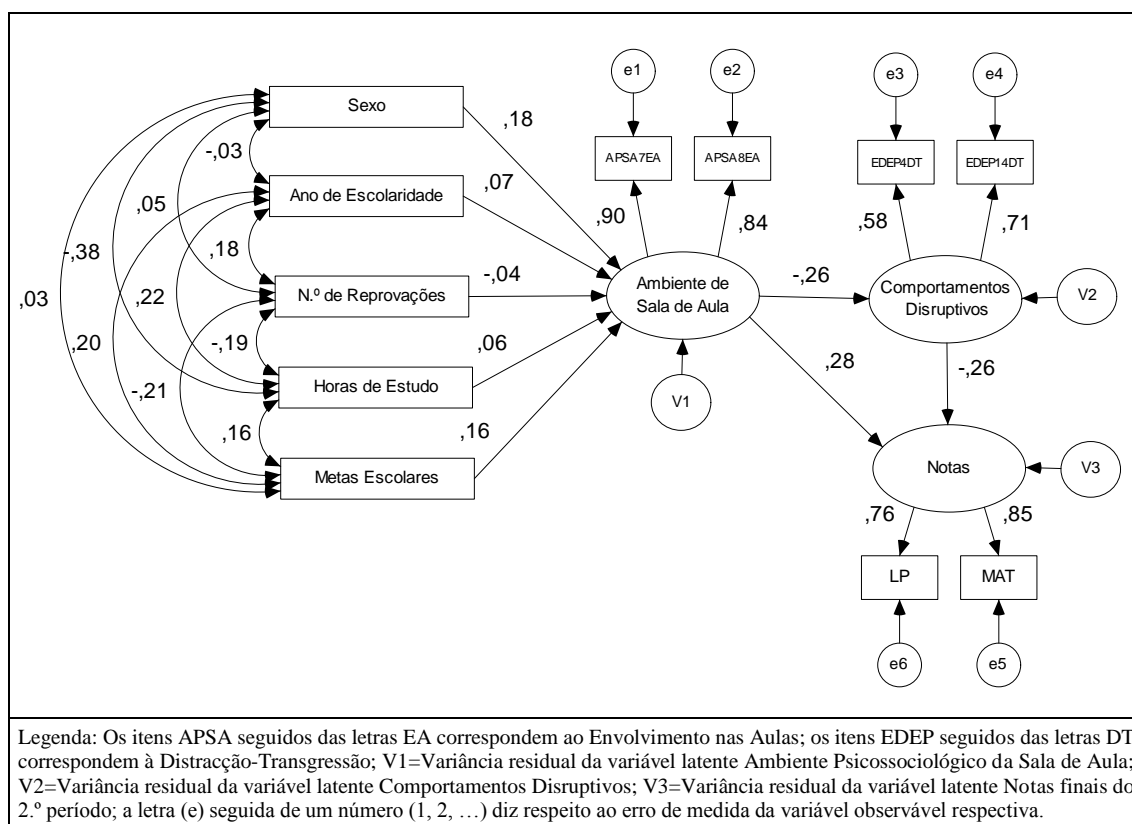 e1
e2
e3
e4
Sexo
,18
APSA7EA
APSA8EA
EDEP4DT
EDEP14DT
-,03
Ano de Escolaridade
,07
,90
,84
,58
,71
,05
-,38
,18
,03
N.º de Reprovações
-,04
Ambiente de
Sala de Aula
-,26
Comportamentos
Disruptivos
V2
,22
,20
-,19
,06
,28
-,26
-,21
Horas de Estudo
V1
,16
,16
Metas Escolares
Notas
V3
,76
,85
LP
MAT
e6
e5
Legenda: Os itens APSA seguidos das letras EA correspondem ao Envolvimento nas Aulas; os itens EDEP seguidos das letras DT
correspondem à Distracção-Transgressão; V1=Variância residual da variável latente Ambiente Psicossociológico da Sala de Aula;
V2=Variância residual da variável latente Comportamentos Disruptivos; V3=Variância residual da variável latente Notas finais do
2.º período; a letra (e) seguida de um número (1, 2, …) diz respeito ao erro de medida da variável observável respectiva.